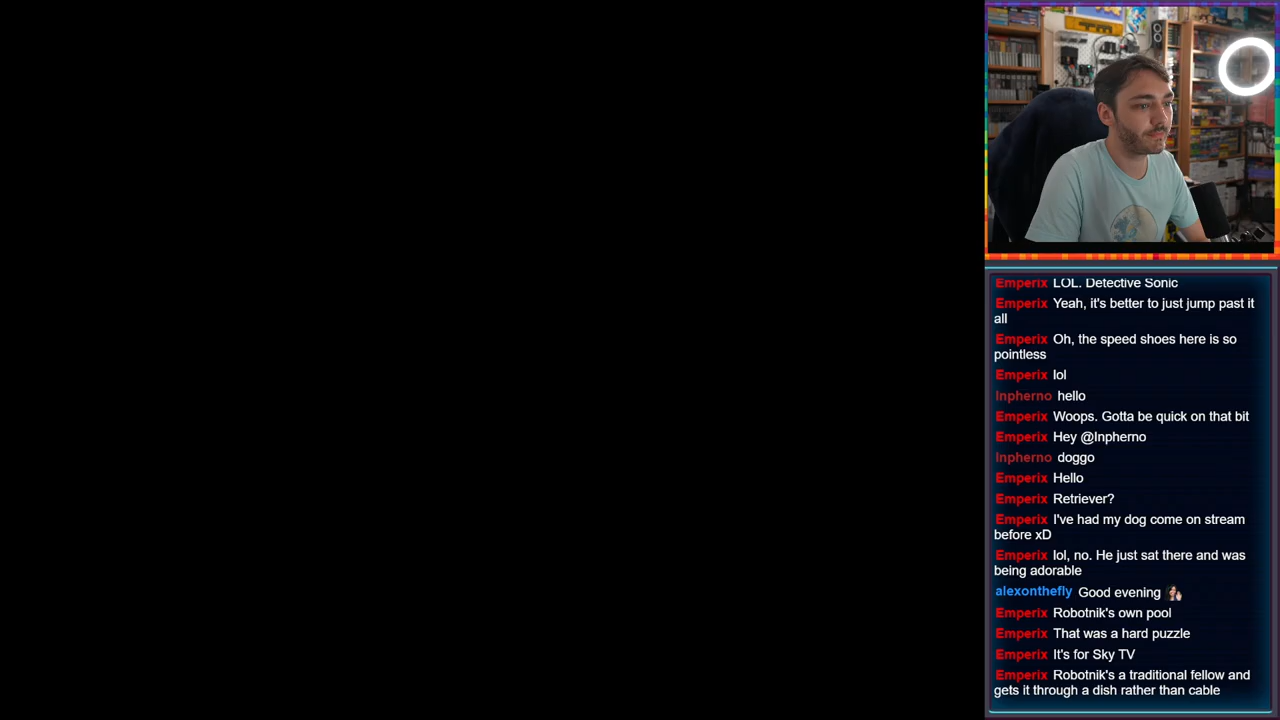 Emperix LOL. Detective Sonic
Emperix Yeah, it's better to just jump past it
all
Emperix Oh, the speed shoes here is so
pointless
Emperix lol
Inpherno hello
Emperix Woops. Gotta be quick on that bit
Emperix Hey @Inpherno
Inpherno doggo
Emperix Hello
Emperix Retriever?
Emperix I've had my dog come on stream
before xD
Emperix lol, no. He just sat there and was
being adorable
alexonthefly Good evening
Emperix Robotnik's own pool
Emperix That was a hard puzzle
Emperix It's for Sky TV
Emperix Robotnik's a traditional fellow and
gets it through a dish rather than cable